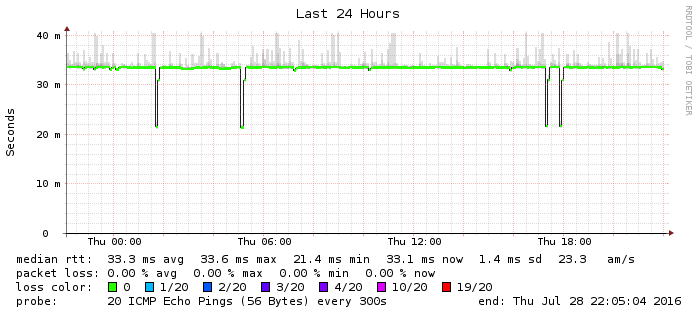 Last 24 Hours
RRDTOOL / TOBI OETIKER
Seconds
40 m
30 m
20 m
10 m
0
Thu 00:00 Thu 06:00 Thu 12:00 Thu 18:00
median rtt: 33.3 ms avg 33.6 ms max 21.4 ms min 33.1 ms now 1.4 ms sd 23.3 am/s
packet loss: 0.00 % avg 0.00 % max 0.00 % min 0.00 % now
loss color: 0 1/20 2/20 3/20 4/20 10/20 19/20
probe: 20 ICMP Echo Pings (56 Bytes) every 300s end: Thu Jul 28 22:05:04 2016